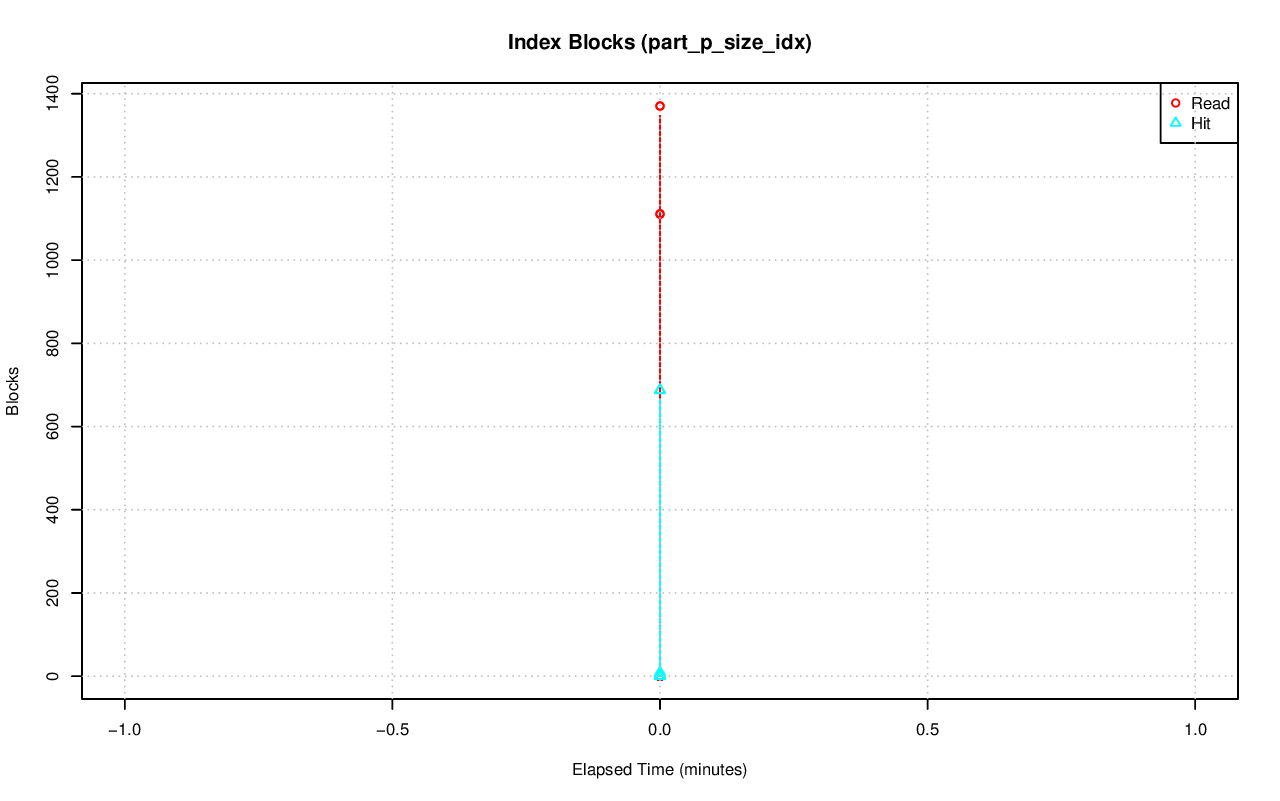 Index Blocks (part_p_size_idx)
Read
Hit
1400
1200
1000
800
600
400
200
0
Blocks
−1.0
−0.5
0.0
0.5
1.0
Elapsed Time (minutes)